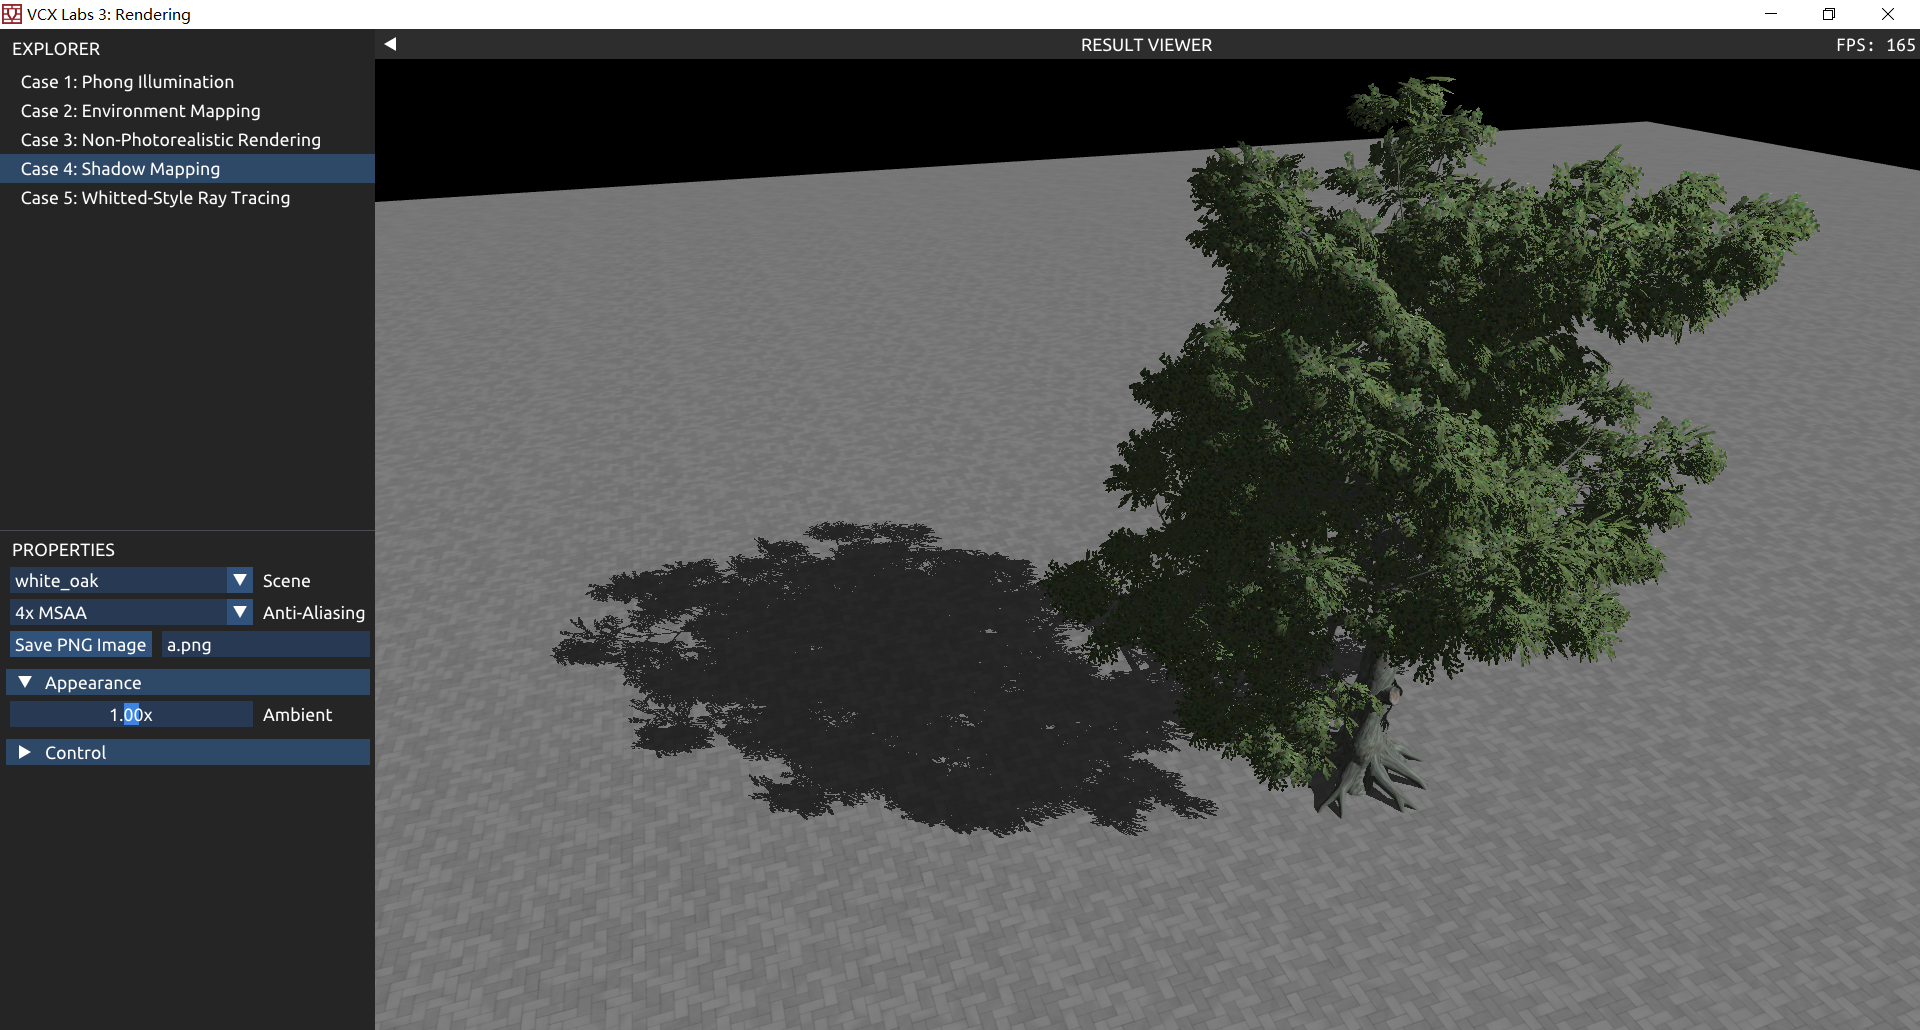 VCX Labs 3: Rendering
EXPLORER
RESULT VIEWER
FPS: 165
Case 1: Phong Illumination
Case 2: Environment Mapping
Case 3: Non-Photorealistic Rendering
Case 4: Shadow Mapping
Case 5: Whitted-Style Ray Tracing
PROPERTIES
white_oak Scene
4x MSAA Anti-Aliasing
Save PNG Image a.png
Appearance
1.00x Ambient
Control